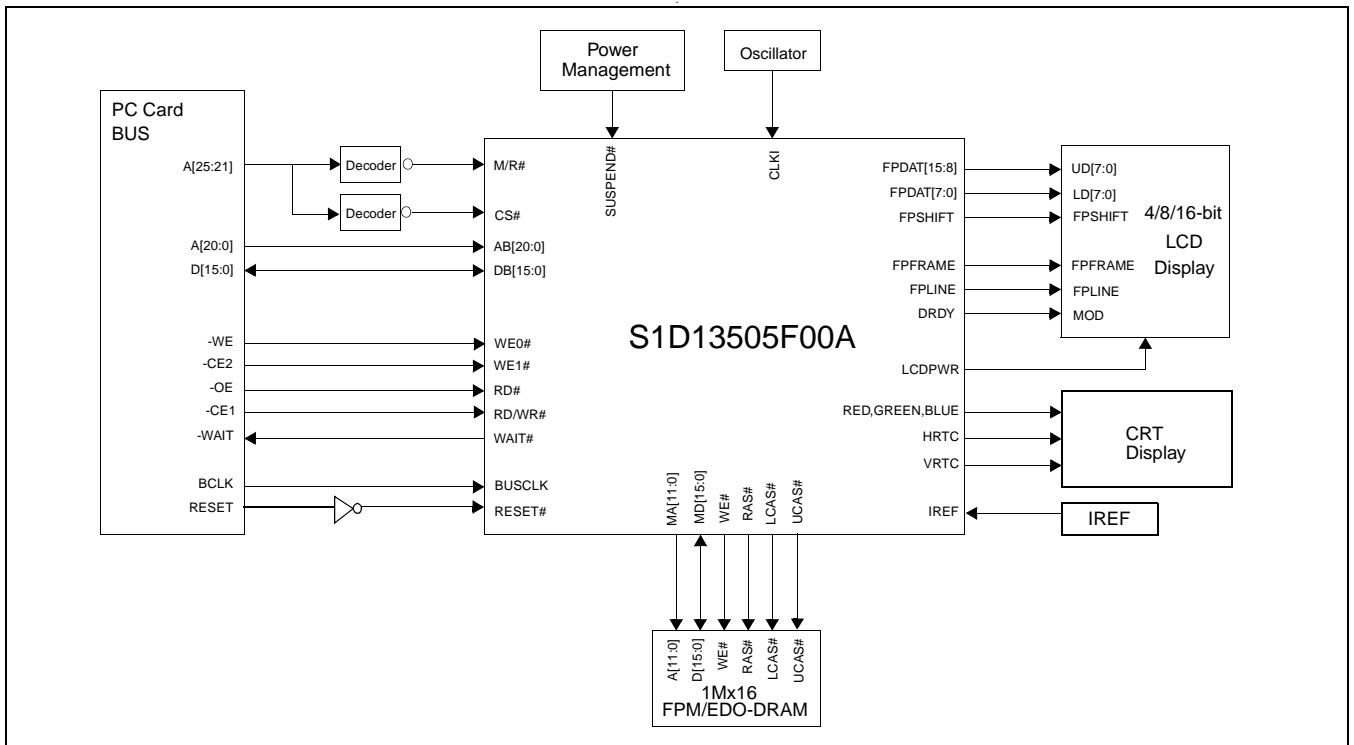 Power
Management
Oscillator
PC Card
BUS
A[25:21]
Decoder
M/R#
Decoder
CS#
A[20:0]
AB[20:0]
D[15:0]
DB[15:0]
-WE
WE0#
-CE2
WE1#
-OE
RD#
-CE1
RD/WR#
-WAIT
WAIT#
BCLK
BUSCLK
RESET
RESET#
SUSPEND#
CLKI
S1D13505F00A
FPDAT[15:8]
UD[7:0]
FPDAT[7:0]
LD[7:0]
FPSHIFT
FPSHIFT
4/8/16-bit
LCD
Display
FPFRAME
FPFRAME
FPLINE
FPLINE
DRDY
MOD
LCDPWR
RED,GREEN,BLUE
HRTC
VRTC
CRT
Display
IREF
IREF
MA[11:0]
MD[15:0]
WE#
RAS#
LCAS#
UCAS#
A[11:0]
D[15:0]
WE#
RAS#
LCAS#
UCAS#
1Mx16
FPM/EDO-DRAM